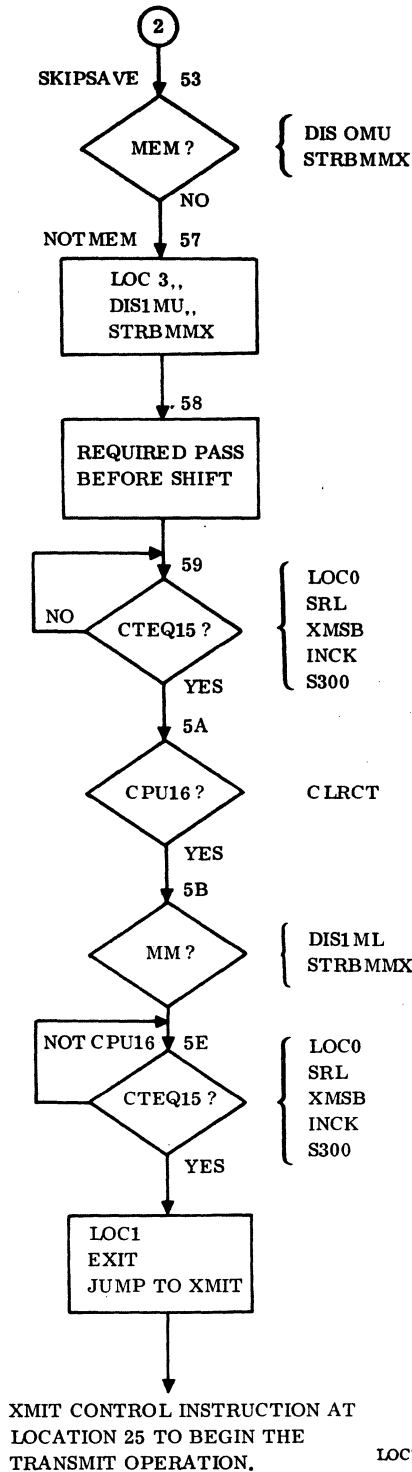 2
SKIPSAVE 53
MEM ?
DIS OMU
STRBMMX
NO
NOTMEM 57
LOC 3,,
DIS1MU,,
STRBMMX
58
REQUIRED PASS
BEFORE SHIFT
59
NO
CTEQ15 ?
LOC0
SRL
XMSB
INCK
S300
YES
5A
CPU16 ?
CLRCT
YES
5B
MM ?
DIS1ML
STRBMMX
NOT CPU16 5E
CTEQ15 ?
LOC0
SRL
XMSB
INCK
S300
YES
LOC1
EXIT
JUMP TO XMIT
XMIT CONTROL INSTRUCTION AT
LOCATION 25 TO BEGIN THE
TRANSMIT OPERATION.
LOC